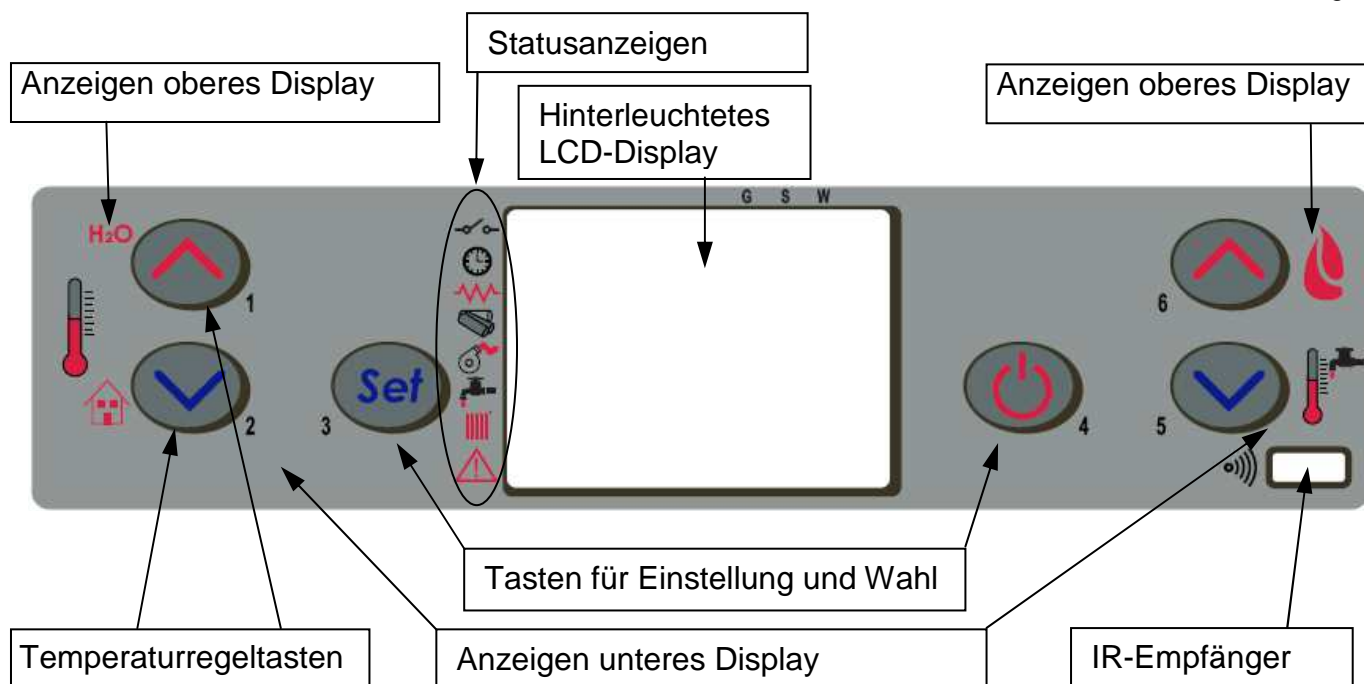 Statusanzeigen
Anzeigen oberes Display
Anzeigen oberes Display
Hinterleuchtetes
LCD-Display
G S W
H₂O
1
6
2
3
Set
4
5
Tasten für Einstellung und Wahl
Temperaturregeltasten
Anzeigen unteres Display
IR-Empfänger